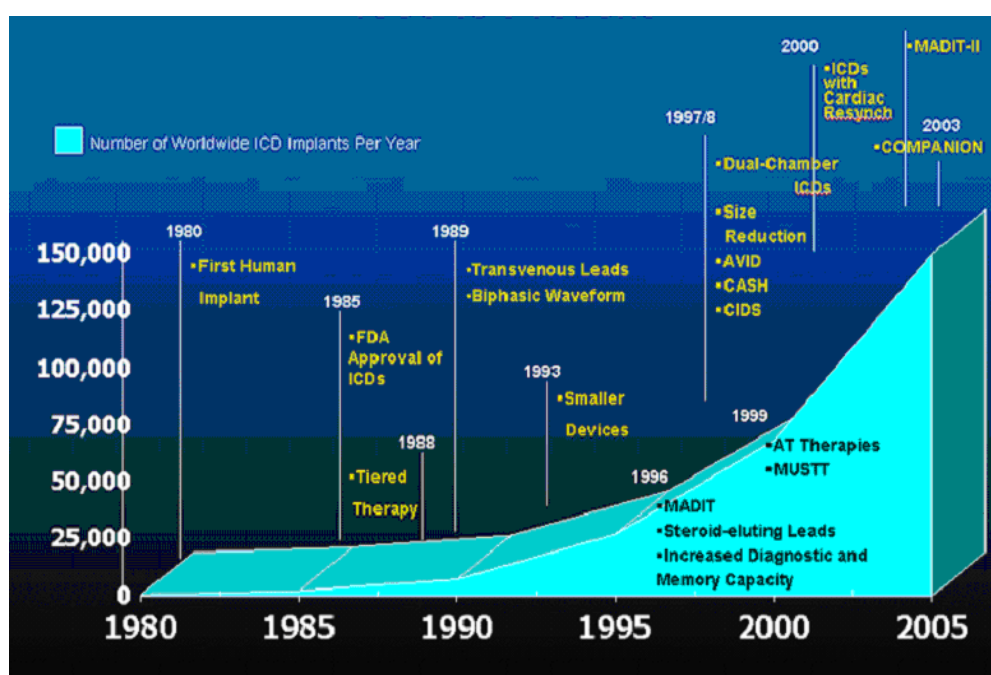 2000
▪MADIT-II
▪ICDs
with
Cardiac
Resynch
1997/8
2003
▪COMPANION
Number of Worldwide ICD Implants Per Year
▪Dual-Chamber
ICDs
▪Size
Reduction
▪AVID
▪CASH
▪CIDS
1980
▪First Human
Implant
1989
▪Transvenous Leads
▪Biphasic Waveform
1985
▪FDA
Approval of
ICDs
1993
▪Smaller
Devices
1988
▪Tiered
Therapy
1999
▪AT Therapies
▪MUSTT
1996
▪MADIT
▪Steroid-eluting Leads
▪Increased Diagnostic and
Memory Capacity
150,000
125,000
100,000
75,000
50,000
25,000
0
1980 1985 1990 1995 2000 2005